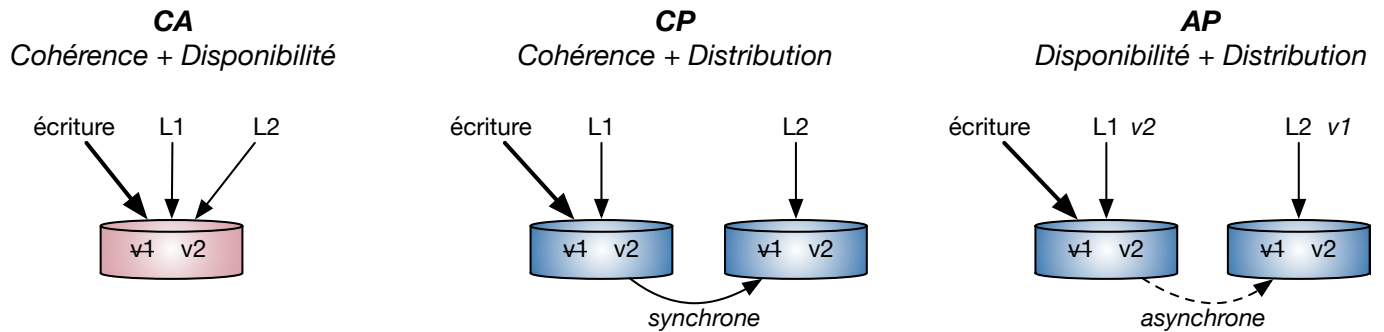 CA
Cohérence + Disponibilité
écriture L1 L2
v1 v2
CP
Cohérence + Distribution
écriture L1 L2
v1 v2 v1 v2
synchrone
AP
Disponibilité + Distribution
écriture L1 v2 L2 v1
v1 v2 v1 v2
asynchrone